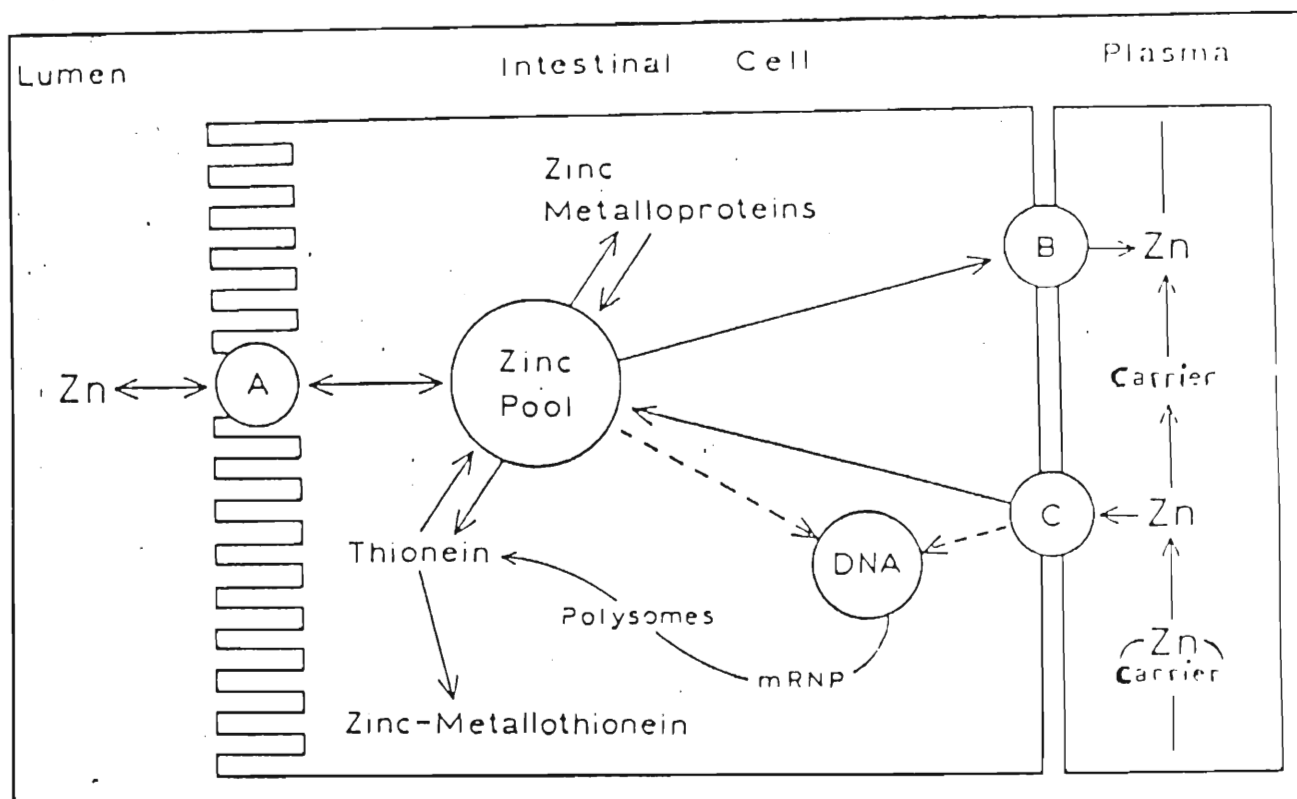 Lumen
Intestinal Cell
Plasma
Zinc
Metalloproteins
B
Zn
Zn
A
Zinc
Pool
Carrier
C
Zn
Thionein
DNA
Polysomes
mRNP
Zn
Carrier
Zinc-Metallothionein